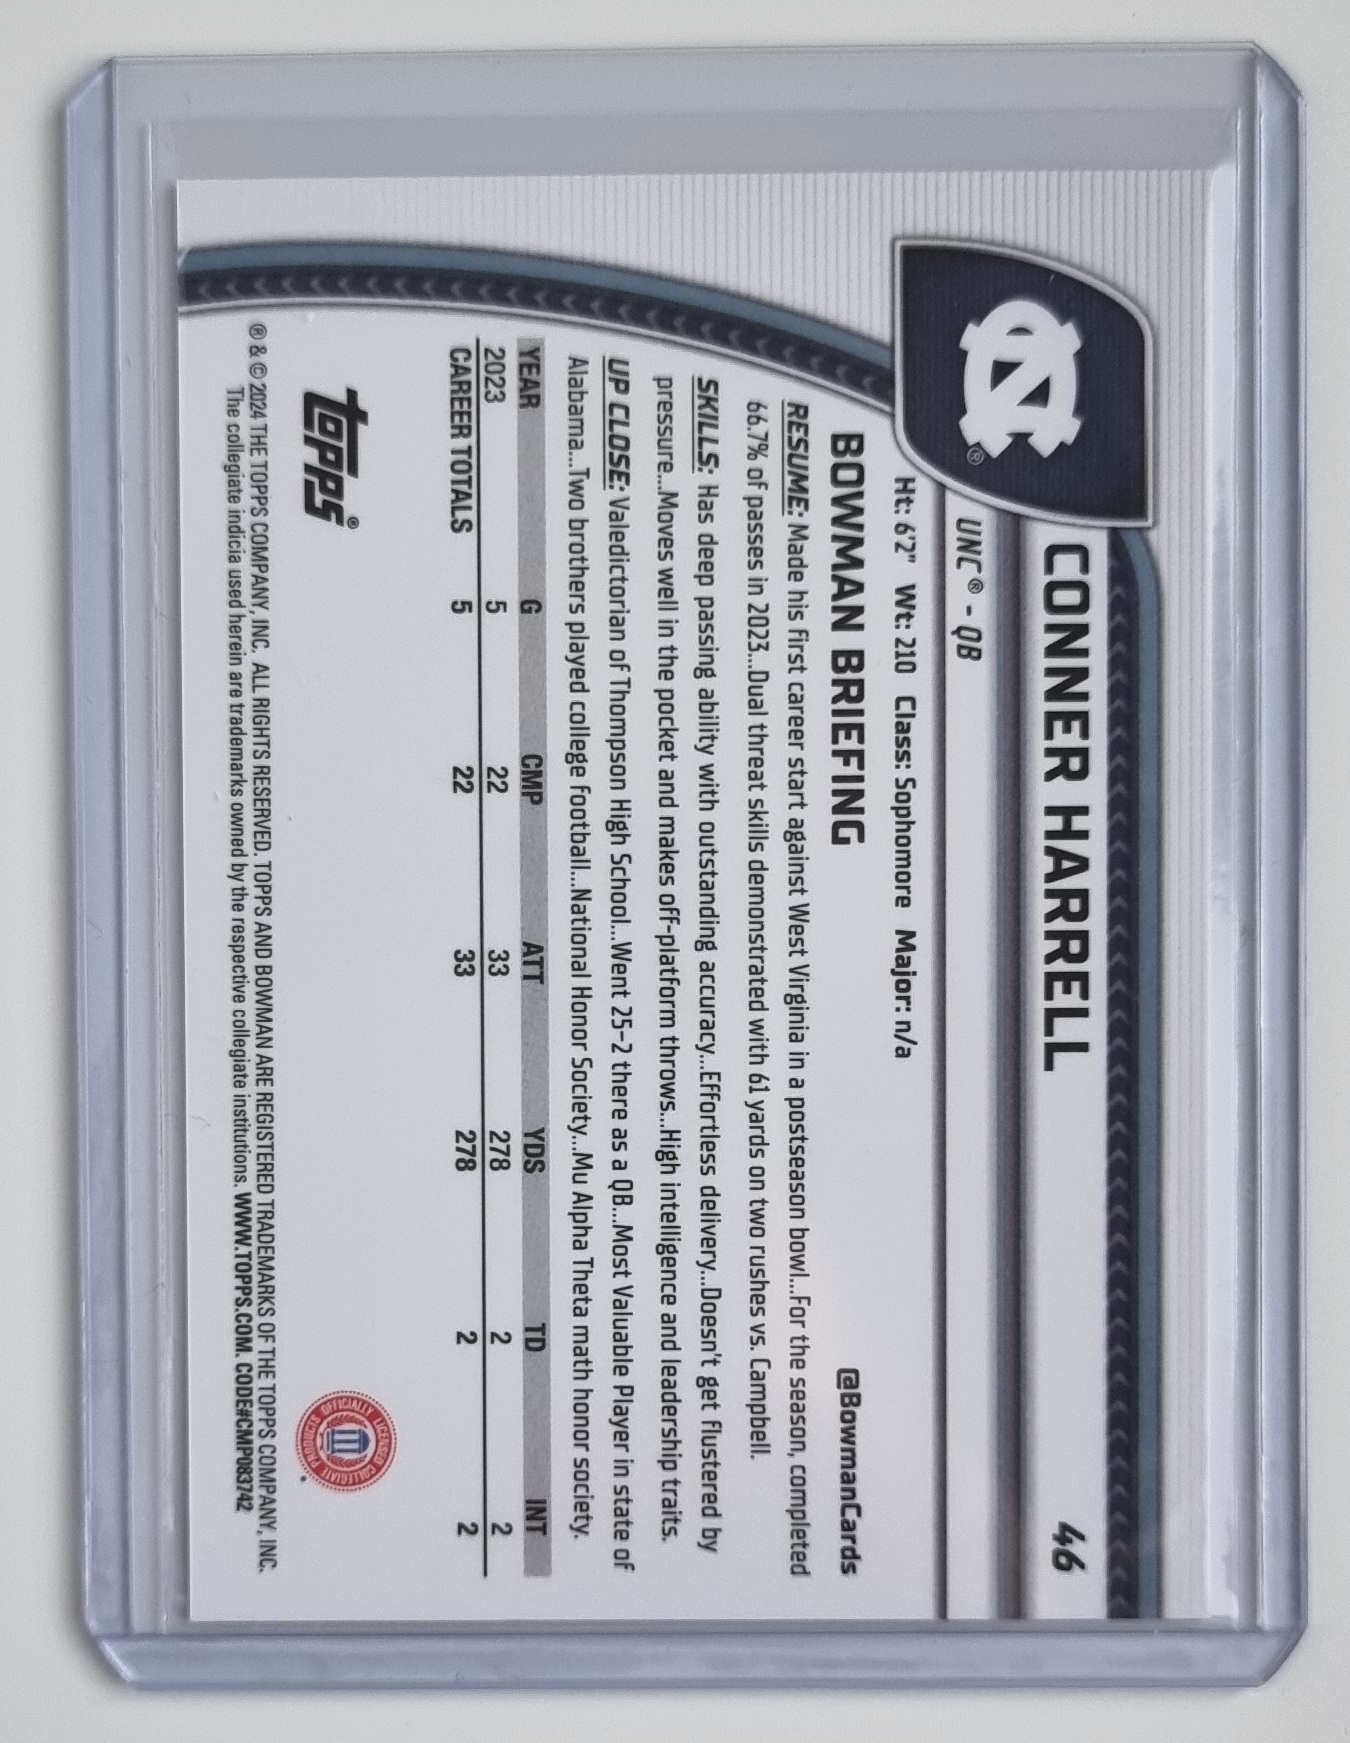 CONNER HARRELL 46
UNC® - QB
Ht: 6'2" Wt: 210 Class: Sophomore Major: n/a
BOWMAN BRIEFING @BowmanCards
RESUME: Made his first career start against West Virginia in a postseason bowl...For the season, completed
66.7% of passes in 2023...Dual threat skills demonstrated with 61 yards on two rushes vs. Campbell.
SKILLS: Has deep passing ability with outstanding accuracy...Effortless delivery...Doesn't get flustered by
pressure...Moves well in the pocket and makes off-platform throws...High intelligence and leadership traits.
UP CLOSE: Valedictorian of Thompson High School...Went 25-2 there as a QB...Most Valuable Player in state of
Alabama...Two brothers played college football...National Honor Society...Mu Alpha Theta math honor society.
YEAR G CMP ATT YDS TD INT
2023 5 22 33 278 2 2
CAREER TOTALS 5 22 33 278 2 2
topps®
OFFICIALLY LICENSED COLLEGIATE PRODUCTS
® & © 2024 THE TOPPS COMPANY, INC. ALL RIGHTS RESERVED. TOPPS AND BOWMAN ARE REGISTERED TRADEMARKS OF THE TOPPS COMPANY, INC.
The collegiate indicia used herein are trademarks owned by the respective collegiate institutions. WWW.TOPPS.COM. CODE#CMP083742